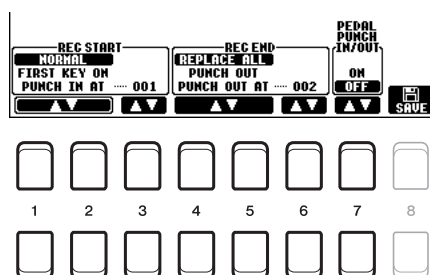 PEDAL
PUNCH
REC START REC END IN/OUT
NORMAL REPLACE ALL
FIRST KEY ON PUNCH OUT ON
PUNCH IN AT ···· 001 PUNCH OUT AT ···· 002 OFF
SAVE
1 2 3 4 5 6 7 8